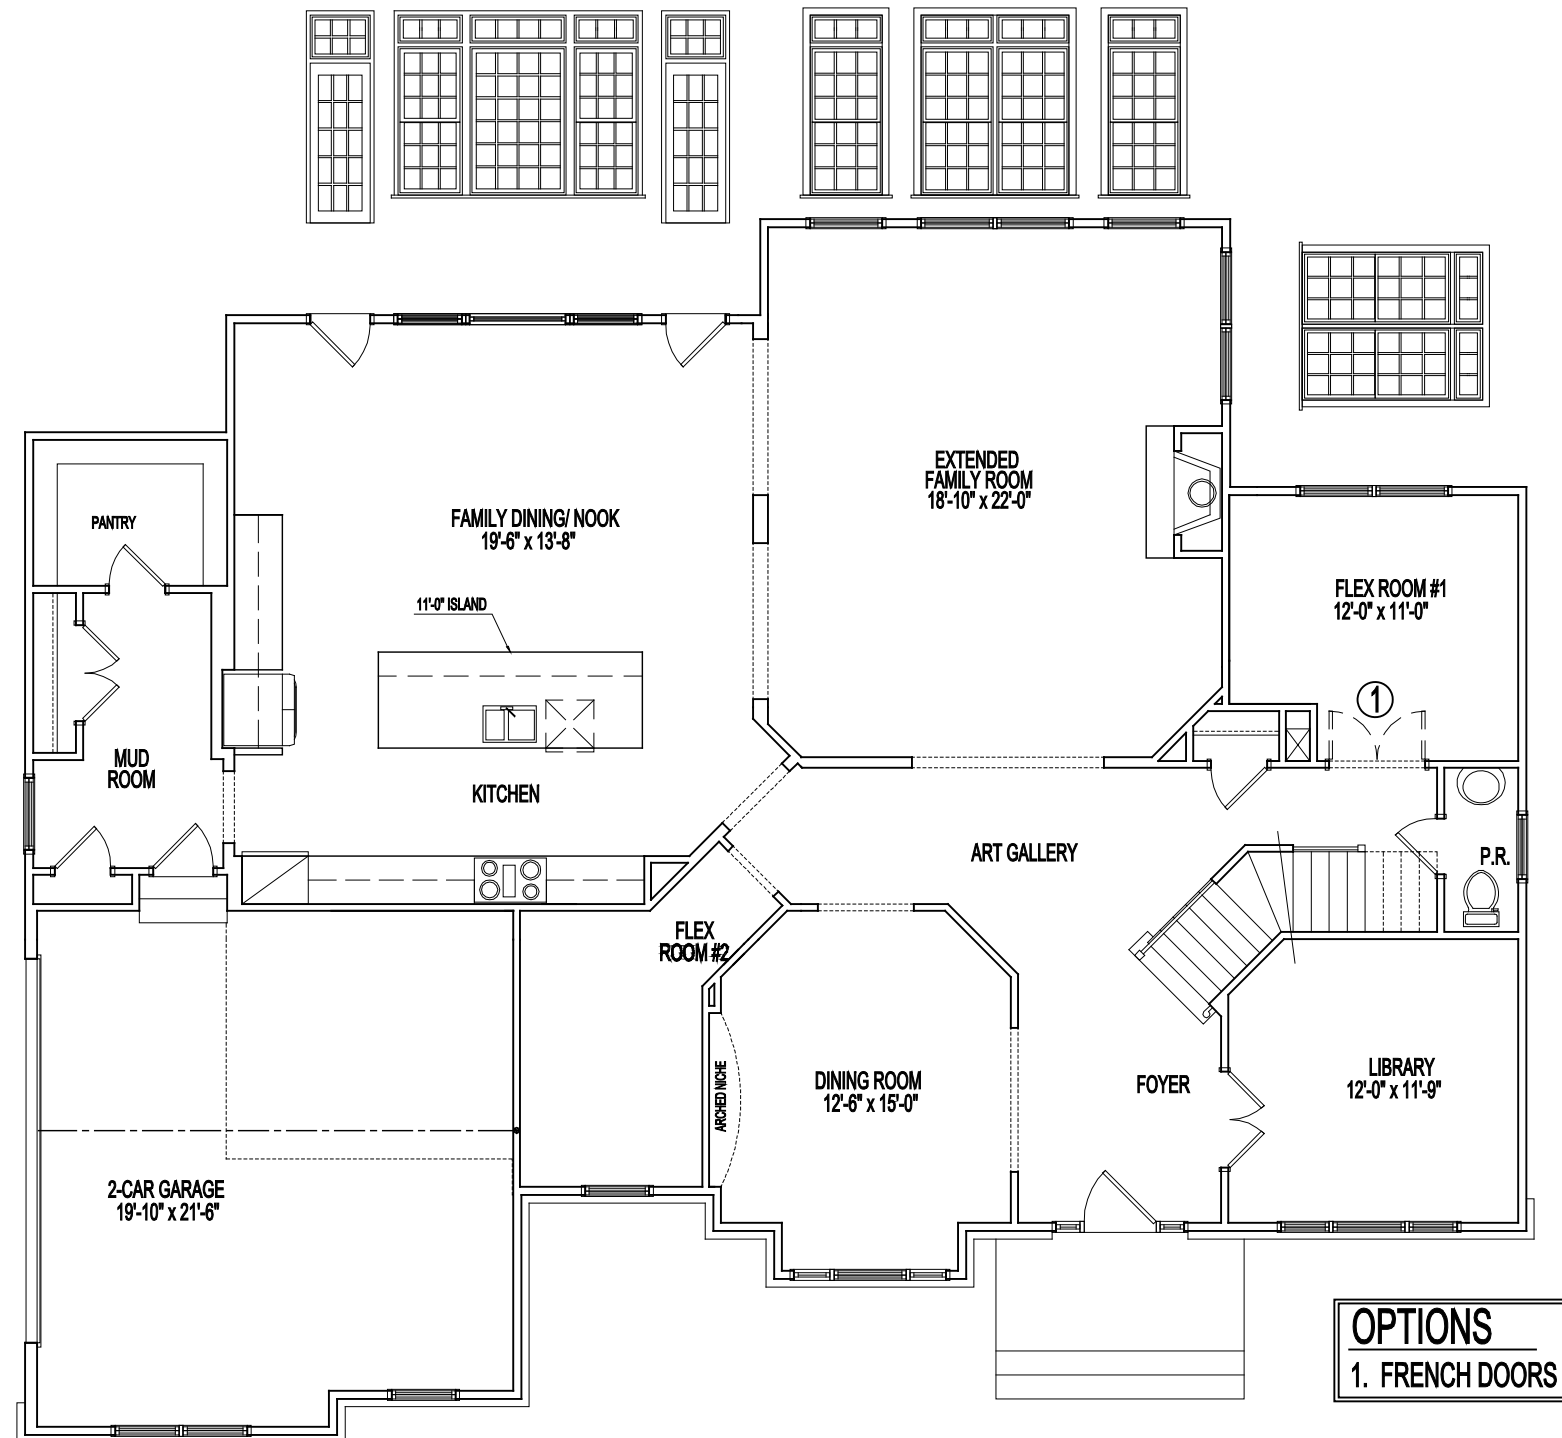 EXTENDED
FAMILY ROOM
18'-10" x 22'-0"
PANTRY
FAMILY DINING/ NOOK
19'-6" x 13'-8"
11'-0" ISLAND
FLEX ROOM #1
12'-0" x 11'-0"
1
MUD
ROOM
KITCHEN
ART GALLERY
P.R.
FLEX
ROOM #2
DINING ROOM
12'-6" x 15'-0"
ARCHED NICHE
FOYER
LIBRARY
12'-0" x 11'-9"
2-CAR GARAGE
19'-10" x 21'-6"
OPTIONS
1. FRENCH DOORS